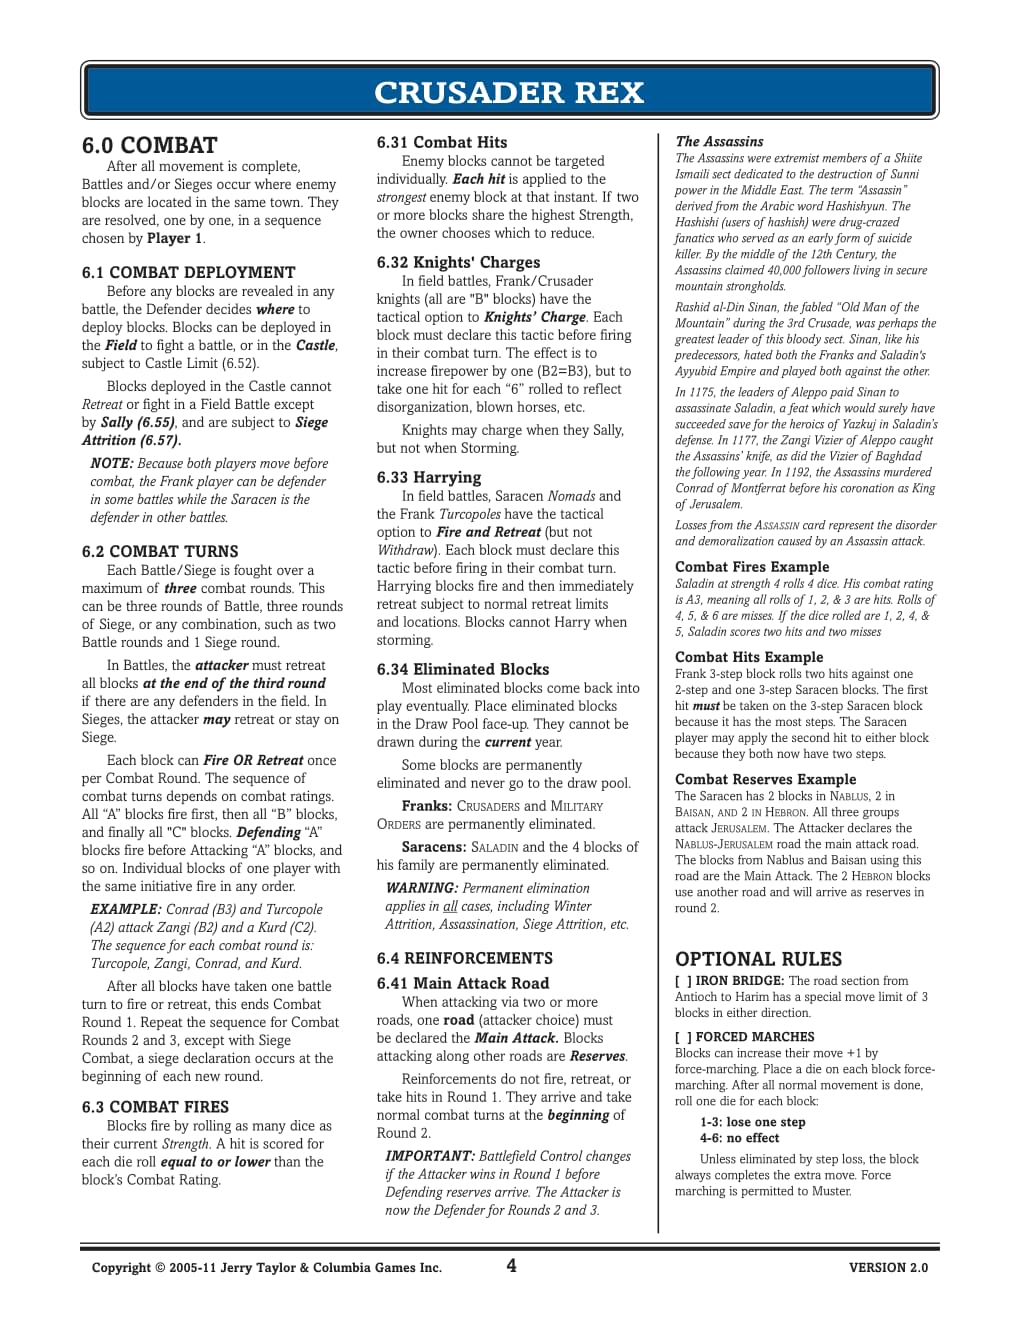 CRUSADER REX
6.0 COMBAT
After all movement is complete,
Battles and/or Sieges occur where enemy
blocks are located in the same town. They
are resolved, one by one, in a sequence
chosen by Player 1.
6.1 COMBAT DEPLOYMENT
Before any blocks are revealed in any
battle, the Defender decides where to
deploy blocks. Blocks can be deployed in
the Field to fight a battle, or in the Castle,
subject to Castle Limit (6.52).
Blocks deployed in the Castle cannot
Retreat or fight in a Field Battle except
by Sally (6.55), and are subject to Siege
Attrition (6.57).
NOTE: Because both players move before
combat, the Frank player can be defender
in some battles while the Saracen is the
defender in other battles.
6.2 COMBAT TURNS
Each Battle/Siege is fought over a
maximum of three combat rounds. This
can be three rounds of Battle, three rounds
of Siege, or any combination, such as two
Battle rounds and 1 Siege round.
In Battles, the attacker must retreat
all blocks at the end of the third round
if there are any defenders in the field. In
Sieges, the attacker may retreat or stay on
Siege.
Each block can Fire OR Retreat once
per Combat Round. The sequence of
combat turns depends on combat ratings.
All “A” blocks fire first, then all “B” blocks,
and finally all "C" blocks. Defending “A”
blocks fire before Attacking “A” blocks, and
so on. Individual blocks of one player with
the same initiative fire in any order.
EXAMPLE: Conrad (B3) and Turcopole
(A2) attack Zangi (B2) and a Kurd (C2).
The sequence for each combat round is:
Turcopole, Zangi, Conrad, and Kurd.
After all blocks have taken one battle
turn to fire or retreat, this ends Combat
Round 1. Repeat the sequence for Combat
Rounds 2 and 3, except with Siege
Combat, a siege declaration occurs at the
beginning of each new round.
6.3 COMBAT FIRES
Blocks fire by rolling as many dice as
their current Strength. A hit is scored for
each die roll equal to or lower than the
block’s Combat Rating.
6.31 Combat Hits
Enemy blocks cannot be targeted
individually. Each hit is applied to the
strongest enemy block at that instant. If two
or more blocks share the highest Strength,
the owner chooses which to reduce.
6.32 Knights' Charges
In field battles, Frank/Crusader
knights (all are "B" blocks) have the
tactical option to Knights’ Charge. Each
block must declare this tactic before firing
in their combat turn. The effect is to
increase firepower by one (B2=B3), but to
take one hit for each “6” rolled to reflect
disorganization, blown horses, etc.
Knights may charge when they Sally,
but not when Storming.
6.33 Harrying
In field battles, Saracen Nomads and
the Frank Turcopoles have the tactical
option to Fire and Retreat (but not
Withdraw). Each block must declare this
tactic before firing in their combat turn.
Harrying blocks fire and then immediately
retreat subject to normal retreat limits
and locations. Blocks cannot Harry when
storming.
6.34 Eliminated Blocks
Most eliminated blocks come back into
play eventually. Place eliminated blocks
in the Draw Pool face-up. They cannot be
drawn during the current year.
Some blocks are permanently
eliminated and never go to the draw pool.
Franks: CRUSADERS and MILITARY
ORDERS are permanently eliminated.
Saracens: SALADIN and the 4 blocks of
his family are permanently eliminated.
WARNING: Permanent elimination
applies in all cases, including Winter
Attrition, Assassination, Siege Attrition, etc.
6.4 REINFORCEMENTS
6.41 Main Attack Road
When attacking via two or more
roads, one road (attacker choice) must
be declared the Main Attack. Blocks
attacking along other roads are Reserves.
Reinforcements do not fire, retreat, or
take hits in Round 1. They arrive and take
normal combat turns at the beginning of
Round 2.
IMPORTANT: Battlefield Control changes
if the Attacker wins in Round 1 before
Defending reserves arrive. The Attacker is
now the Defender for Rounds 2 and 3.
The Assassins
The Assassins were extremist members of a Shiite
Ismaili sect dedicated to the destruction of Sunni
power in the Middle East. The term “Assassin”
derived from the Arabic word Hashishyun. The
Hashishi (users of hashish) were drug-crazed
fanatics who served as an early form of suicide
killer. By the middle of the 12th Century, the
Assassins claimed 40,000 followers living in secure
mountain strongholds.
Rashid al-Din Sinan, the fabled “Old Man of the
Mountain” during the 3rd Crusade, was perhaps the
greatest leader of this bloody sect. Sinan, like his
predecessors, hated both the Franks and Saladin's
Ayyubid Empire and played both against the other.
In 1175, the leaders of Aleppo paid Sinan to
assassinate Saladin, a feat which would surely have
succeeded save for the heroics of Yazkuj in Saladin’s
defense. In 1177, the Zangi Vizier of Aleppo caught
the Assassins’ knife, as did the Vizier of Baghdad
the following year. In 1192, the Assassins murdered
Conrad of Montferrat before his coronation as King
of Jerusalem.
Losses from the ASSASSIN card represent the disorder
and demoralization caused by an Assassin attack.
Combat Fires Example
Saladin at strength 4 rolls 4 dice. His combat rating
is A3, meaning all rolls of 1, 2, & 3 are hits. Rolls of
4, 5, & 6 are misses. If the dice rolled are 1, 2, 4, &
5, Saladin scores two hits and two misses
Combat Hits Example
Frank 3-step block rolls two hits against one
2-step and one 3-step Saracen blocks. The first
hit must be taken on the 3-step Saracen block
because it has the most steps. The Saracen
player may apply the second hit to either block
because they both now have two steps.
Combat Reserves Example
The Saracen has 2 blocks in NABLUS, 2 in
BAISAN, AND 2 IN HEBRON. All three groups
attack JERUSALEM. The Attacker declares the
NABLUS-JERUSALEM road the main attack road.
The blocks from Nablus and Baisan using this
road are the Main Attack. The 2 HEBRON blocks
use another road and will arrive as reserves in
round 2.
OPTIONAL RULES
[ ] IRON BRIDGE: The road section from
Antioch to Harim has a special move limit of 3
blocks in either direction.
[ ] FORCED MARCHES
Blocks can increase their move +1 by
force-marching. Place a die on each block force-
marching. After all normal movement is done,
roll one die for each block:
1-3: lose one step
4-6: no effect
Unless eliminated by step loss, the block
always completes the extra move. Force
marching is permitted to Muster.
Copyright © 2005-11 Jerry Taylor & Columbia Games Inc.
4
VERSION 2.0